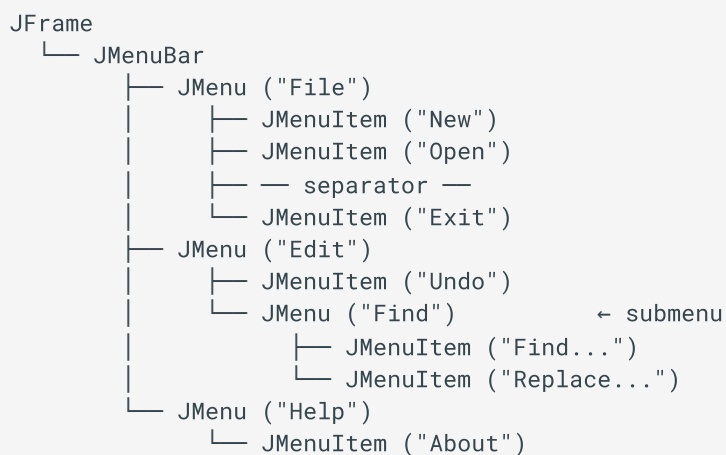 JFrame
└── JMenuBar
├── JMenu ("File")
│ ├── JMenuItem ("New")
│ ├── JMenuItem ("Open")
│ ├── ── separator ──
│ └── JMenuItem ("Exit")
├── JMenu ("Edit")
│ ├── JMenuItem ("Undo")
│ └── JMenu ("Find") ← submenu
│ ├── JMenuItem ("Find...")
│ └── JMenuItem ("Replace...")
└── JMenu ("Help")
└── JMenuItem ("About")